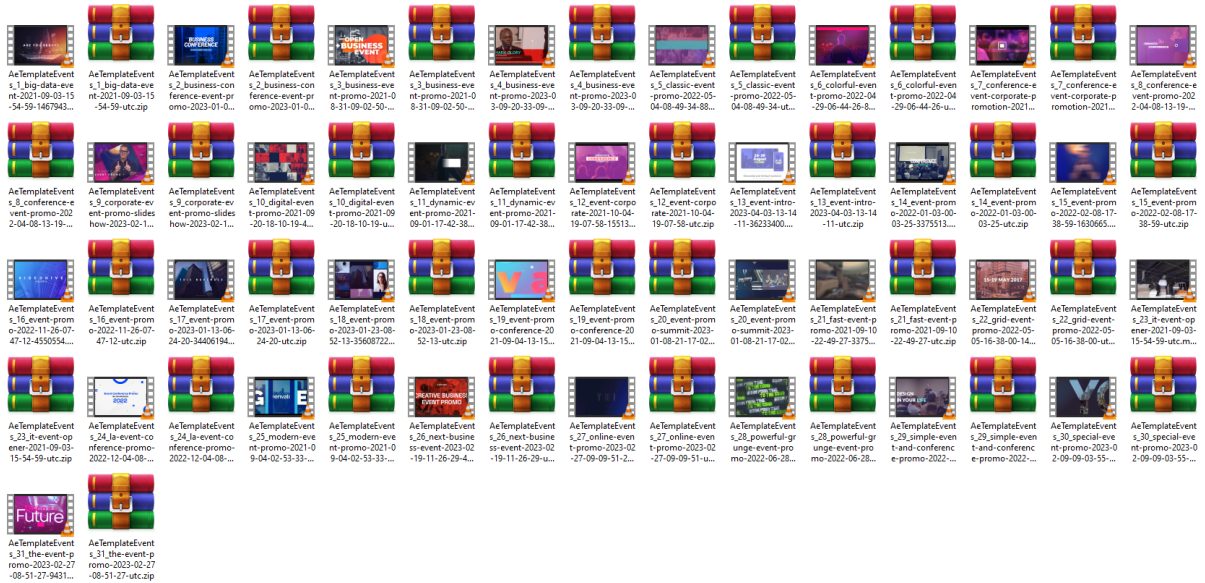 AeTemplateEvent
s_1_big-data-eve
nt-2021-09-03-15
-54-59-1467943...
AeTemplateEvent
s_1_big-data-eve
nt-2021-09-03-15
-54-59-utc.zip
AeTemplateEvent
s_2_business-con
ference-event-pr
omo-2023-01-0...
AeTemplateEvent
s_2_business-con
ference-event-pr
omo-2023-01-0...
AeTemplateEvent
s_3_business-eve
nt-promo-2021-0
8-31-09-02-50-...
AeTemplateEvent
s_3_business-eve
nt-promo-2021-0
8-31-09-02-50-...
AeTemplateEvent
s_4_business-eve
nt-promo-2023-0
3-09-20-33-09-...
AeTemplateEvent
s_4_business-eve
nt-promo-2023-0
3-09-20-33-09-...
AeTemplateEvent
s_5_classic-event
-promo-2022-05-
04-08-49-34-88...
AeTemplateEvent
s_5_classic-event
-promo-2022-05-
04-08-49-34-ut...
AeTemplateEvent
s_6_colorful-even
t-promo-2022-04
-29-06-44-26-8...
AeTemplateEvent
s_6_colorful-even
t-promo-2022-04
-29-06-44-26-u...
AeTemplateEvent
s_7_conference-e
vent-corporate-p
romotion-2021...
AeTemplateEvent
s_7_conference-e
vent-corporate-p
romotion-2021...
AeTemplateEvent
s_8_conference-e
vent-promo-202
2-04-08-13-19-...
BUSINESS
CONFERENCE
OPEN
BUSINESS
EVENT
AeTemplateEvent
s_8_conference-e
vent-promo-202
2-04-08-13-19-...
AeTemplateEvent
s_9_corporate-ev
ent-promo-slides
how-2023-02-1...
AeTemplateEvent
s_9_corporate-ev
ent-promo-slides
how-2023-02-1...
AeTemplateEvent
s_10_digital-even
t-promo-2021-09
-20-18-10-19-4...
AeTemplateEvent
s_10_digital-even
t-promo-2021-09
-20-18-10-19-u...
AeTemplateEvent
s_11_dynamic-ev
ent-promo-2021-
09-01-17-42-38...
AeTemplateEvent
s_11_dynamic-ev
ent-promo-2021-
09-01-17-42-38...
AeTemplateEvent
s_12_event-corpo
rate-2021-10-04-
19-07-58-15513...
AeTemplateEvent
s_12_event-corpo
rate-2021-10-04-
19-07-58-utc.zip
AeTemplateEvent
s_13_event-intro-
2023-04-03-13-14
-11-36233400....
AeTemplateEvent
s_13_event-intro-
2023-04-03-13-14
-11-utc.zip
AeTemplateEvent
s_14_event-prom
o-2022-01-03-00-
03-25-3375513....
AeTemplateEvent
s_14_event-prom
o-2022-01-03-00-
03-25-utc.zip
AeTemplateEvent
s_15_event-prom
o-2022-02-08-17-
38-59-1630665....
AeTemplateEvent
s_15_event-prom
o-2022-02-08-17-
38-59-utc.zip
CONFERENCE
AeTemplateEvent
s_16_event-prom
o-2022-11-26-07-
47-12-4550554....
AeTemplateEvent
s_16_event-prom
o-2022-11-26-07-
47-12-utc.zip
AeTemplateEvent
s_17_event-prom
o-2023-01-13-06-
24-20-34406194...
AeTemplateEvent
s_17_event-prom
o-2023-01-13-06-
24-20-utc.zip
AeTemplateEvent
s_18_event-prom
o-2023-01-23-08-
52-13-35608722...
AeTemplateEvent
s_18_event-prom
o-2023-01-23-08-
52-13-utc.zip
AeTemplateEvent
s_19_event-prom
o-conference-20
21-09-04-13-15...
AeTemplateEvent
s_19_event-prom
o-conference-20
21-09-04-13-15...
AeTemplateEvent
s_20_event-prom
o-summit-2023-
01-08-21-17-02...
AeTemplateEvent
s_20_event-prom
o-summit-2023-
01-08-21-17-02...
AeTemplateEvent
s_21_fast-event-p
romo-2021-09-10
-22-49-27-3375...
AeTemplateEvent
s_21_fast-event-p
romo-2021-09-10
-22-49-27-utc.zip
AeTemplateEvent
s_22_grid-event-
promo-2022-05-
05-16-38-00-14...
AeTemplateEvent
s_22_grid-event-
promo-2022-05-
05-16-38-00-ut...
AeTemplateEvent
s_23_it-event-op
ener-2021-09-03-
15-54-59-utc.m...
15-19 MAY 2017
AeTemplateEvent
s_23_it-event-op
ener-2021-09-03-
15-54-59-utc.zip
AeTemplateEvent
s_24_la-event-co
nference-promo-
2022-12-04-08-...
AeTemplateEvent
s_24_la-event-co
nference-promo-
2022-12-04-08-...
AeTemplateEvent
s_25_modern-eve
nt-promo-2021-0
9-04-02-53-33-...
AeTemplateEvent
s_25_modern-eve
nt-promo-2021-0
9-04-02-53-33-...
AeTemplateEvent
s_26_next-busine
ss-event-2023-02
-19-11-26-29-4...
AeTemplateEvent
s_26_next-busine
ss-event-2023-02
-19-11-26-29-u...
AeTemplateEvent
s_27_online-even
t-promo-2023-02
-27-09-09-51-2...
AeTemplateEvent
s_27_online-even
t-promo-2023-02
-27-09-09-51-u...
AeTemplateEvent
s_28_powerful-gr
unge-event-pro
mo-2022-06-28...
AeTemplateEvent
s_28_powerful-gr
unge-event-pro
mo-2022-06-28...
AeTemplateEvent
s_29_simple-even
t-and-conferenc
e-promo-2022-...
AeTemplateEvent
s_29_simple-even
t-and-conferenc
e-promo-2022-...
AeTemplateEvent
s_30_special-eve
nt-promo-2023-0
2-09-09-03-55-...
AeTemplateEvent
s_30_special-eve
nt-promo-2023-0
2-09-09-03-55-...
CREATIVE BUSINESS
EVENT PROMO
DESIGN
IN YOUR LIFE
Future
AeTemplateEvent
s_31_the-event-p
romo-2023-02-27
-08-51-27-9431...
AeTemplateEvent
s_31_the-event-p
romo-2023-02-27
-08-51-27-utc.zip